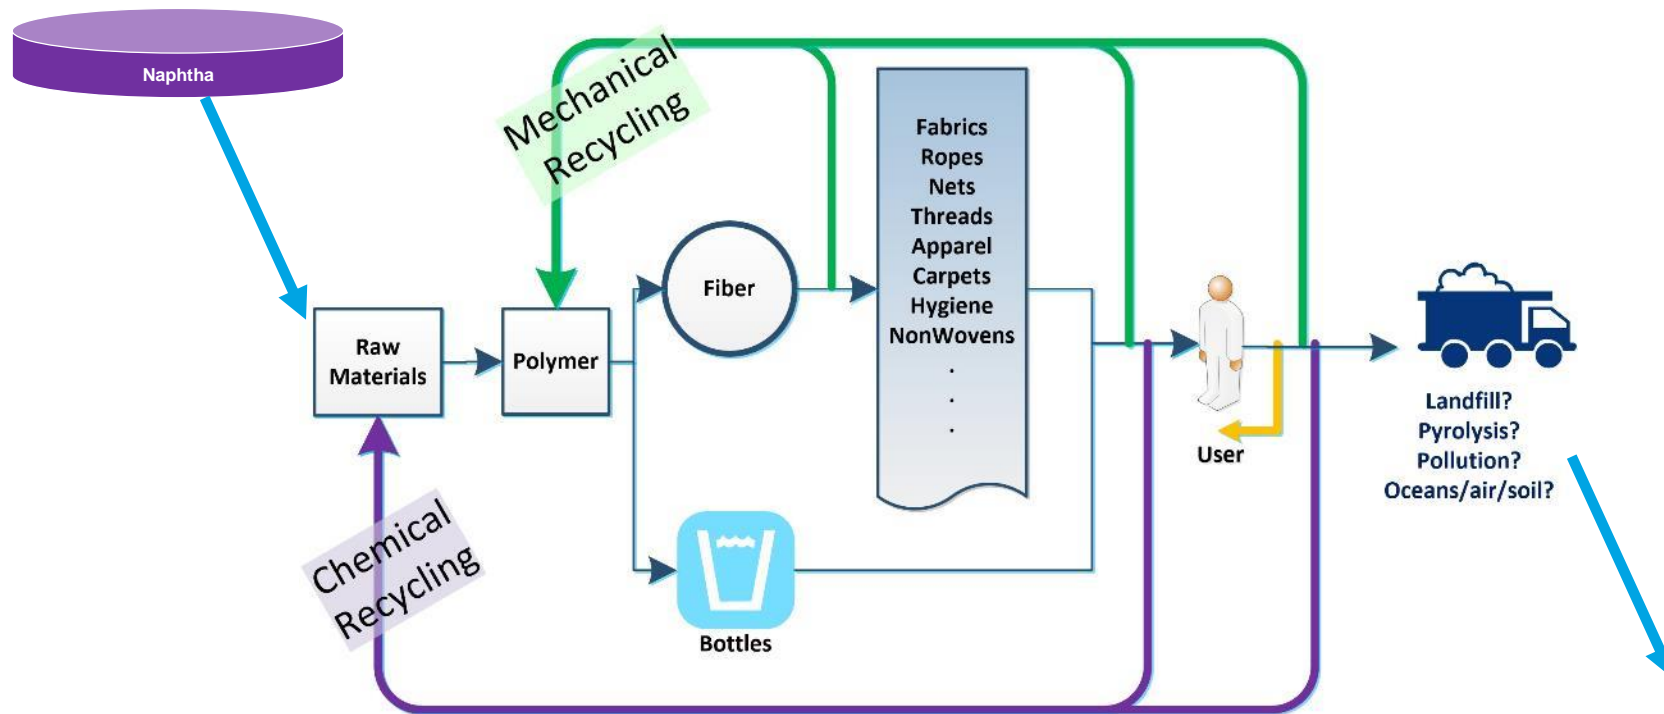 Naphtha
Mechanical
Recycling
Fabrics
Ropes
Nets
Threads
Apparel
Carpets
Hygiene
NonWovens
.
.
.
Fiber
Raw
Materials
Polymer
User
Landfill?
Pyrolysis?
Pollution?
Oceans/air/soil?
Chemical
Recycling
Bottles